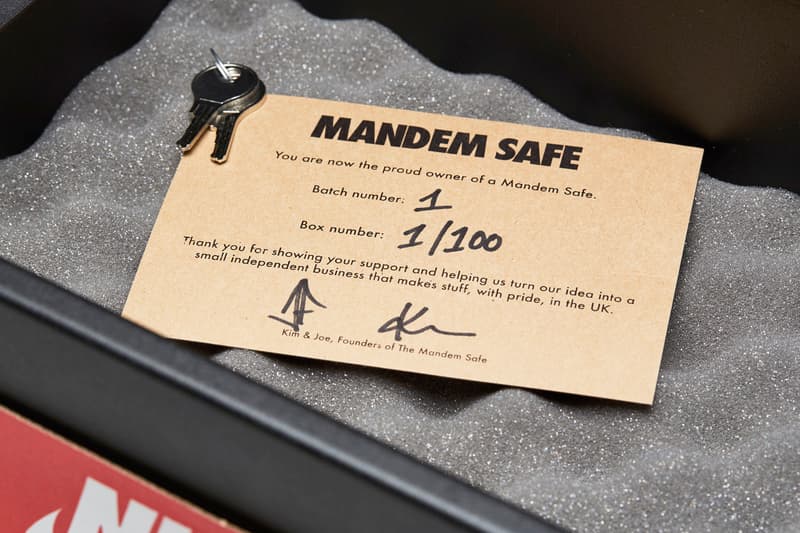 MANDEM SAFE
You are now the proud owner of a Mandem Safe.
Batch number: 1
Box number: 1/100
Thank you for showing your support and helping us turn our idea into a
small independent business that makes stuff, with pride, in the UK.
Kim & Joe, Founders of The Mandem Safe